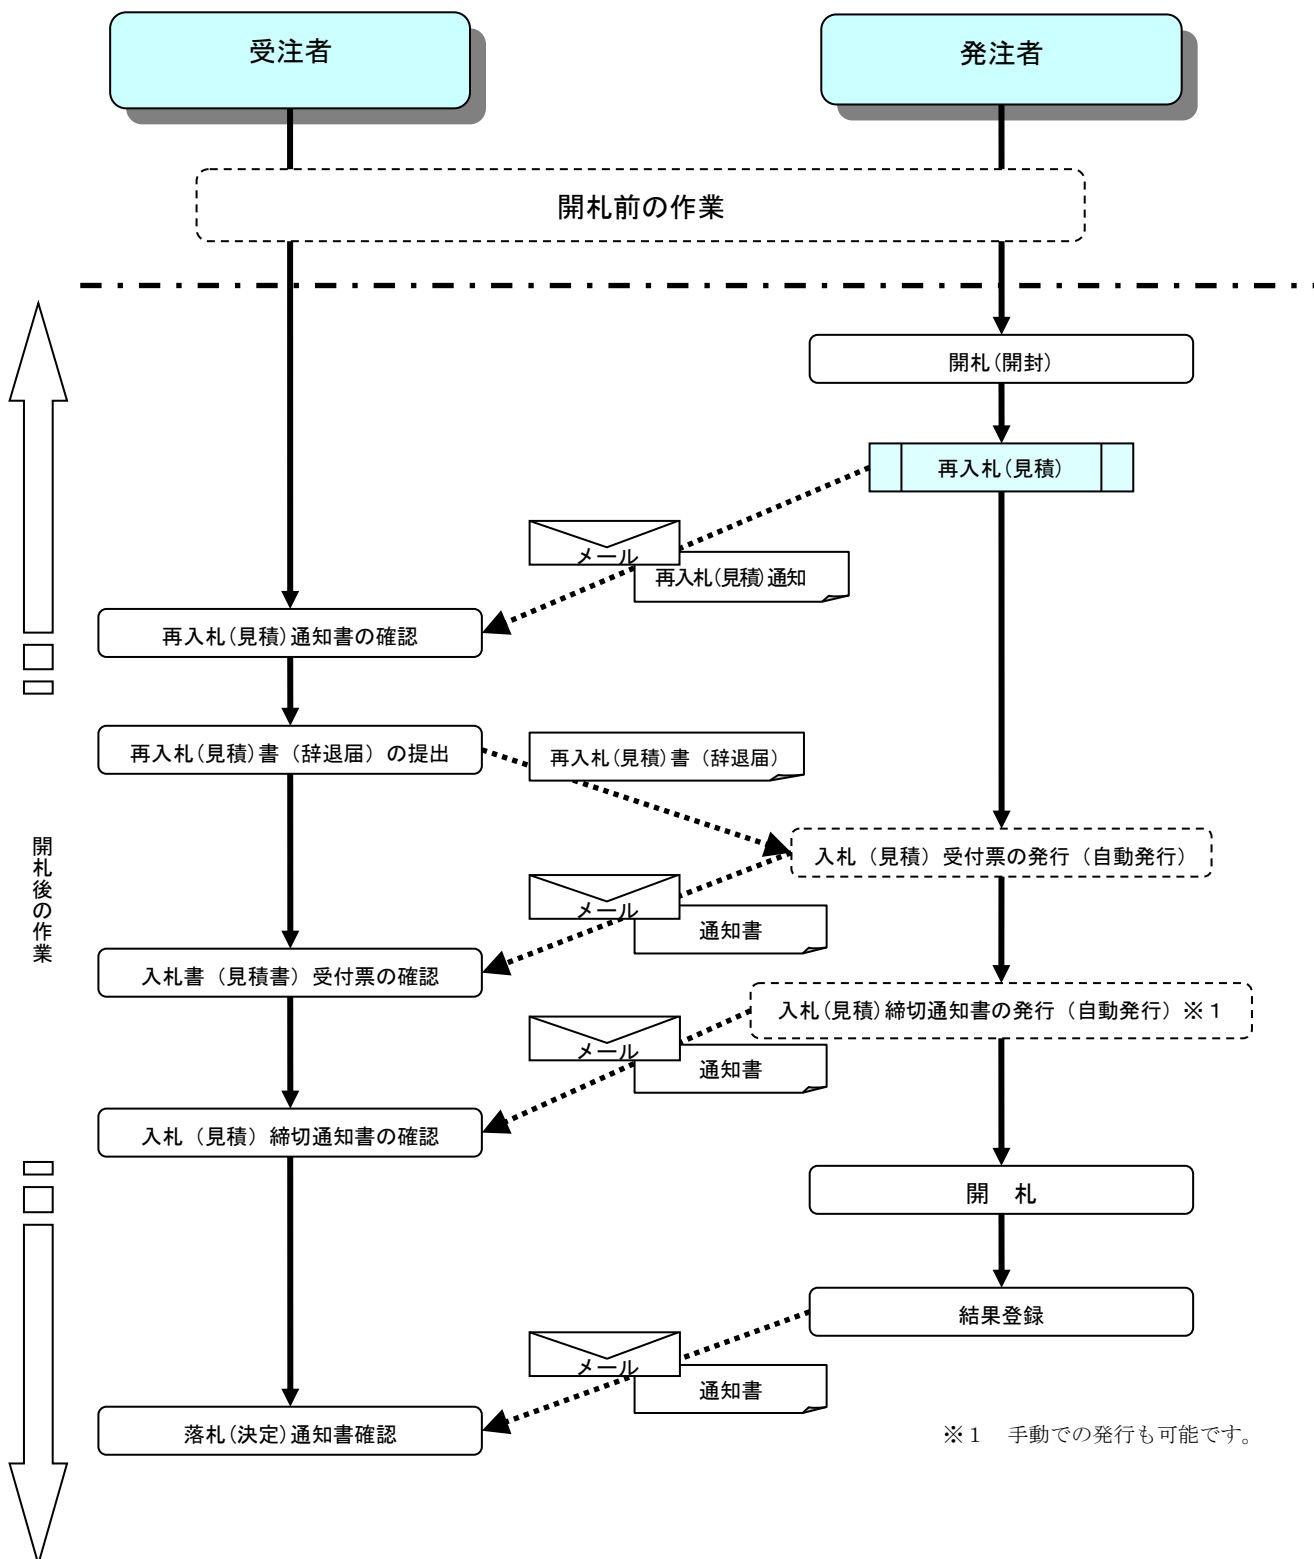 受注者
発注者
開札前の作業
開札(開封)
再入札(見積)
メール
再入札(見積)通知
再入札(見積)通知書の確認
再入札(見積)書（辞退届）の提出
再入札(見積)書（辞退届）
入札（見積）受付票の発行（自動発行）
開札後の作業
メール
通知書
入札書（見積書）受付票の確認
入札(見積)締切通知書の発行（自動発行）※１
メール
通知書
入札（見積）締切通知書の確認
開　札
結果登録
メール
通知書
落札(決定)通知書確認
※１　手動での発行も可能です。